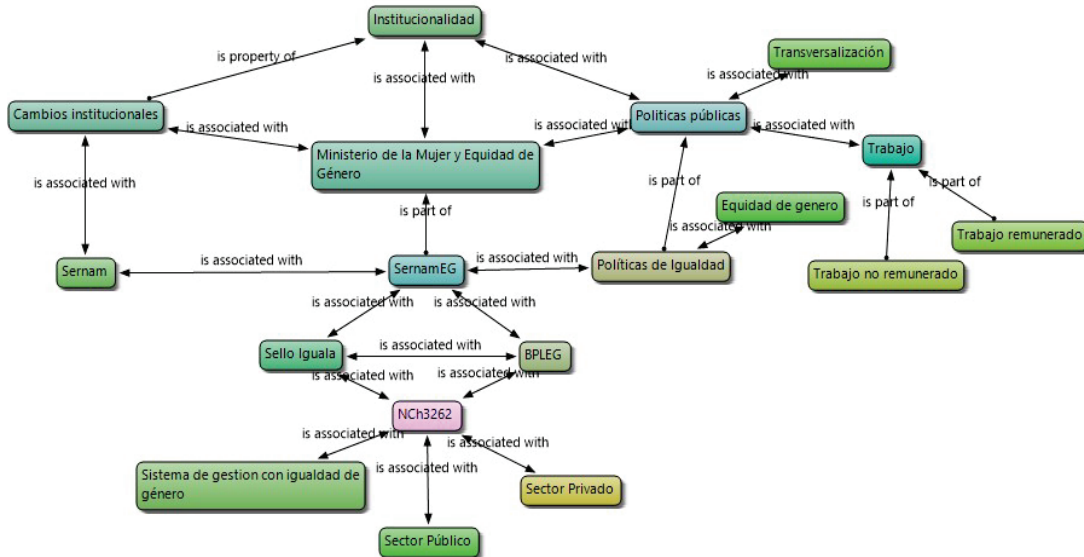 Institucionalidad
is property of
is associated with
is associated with
Transversalización
is associated with
Cambios institucionales
is associated with
Politicas públicas
is associated with
is associated with
Ministerio de la Mujer y Equidad de
Género
Trabajo
is associated with
is part of
is part of
is part of
is part of
Equidad de genero
is associated with
Trabajo remunerado
Sernam
is associated with
SernamEG
is associated with
Políticas de Igualdad
Trabajo no remunerado
is associated with
is associated with
Sello Iguala
is associated with
BPLEG
is associated with
is associated with
NCh3262
is associated with
is associated with
is associated with
Sistema de gestion con igualdad de
género
Sector Privado
Sector Público